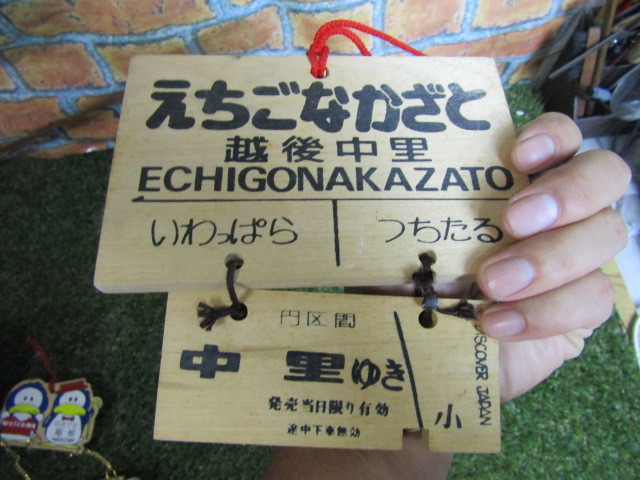 えちごなかざと
越後中里
ECHIGONAKAZATO
いわっぱら つちたる
円区間
中里ゆき
発売当日限り有効
途中下車無効
小
DISCOVER JAPAN
Welcome